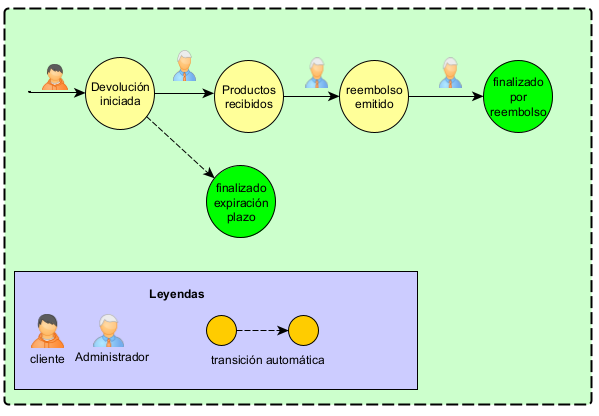 Devolución
iniciada
Productos
recibidos
reembolso
emitido
finalizado
por
reembolso
finalizado
expiración
plazo
Leyendas
cliente
Administrador
transición automática